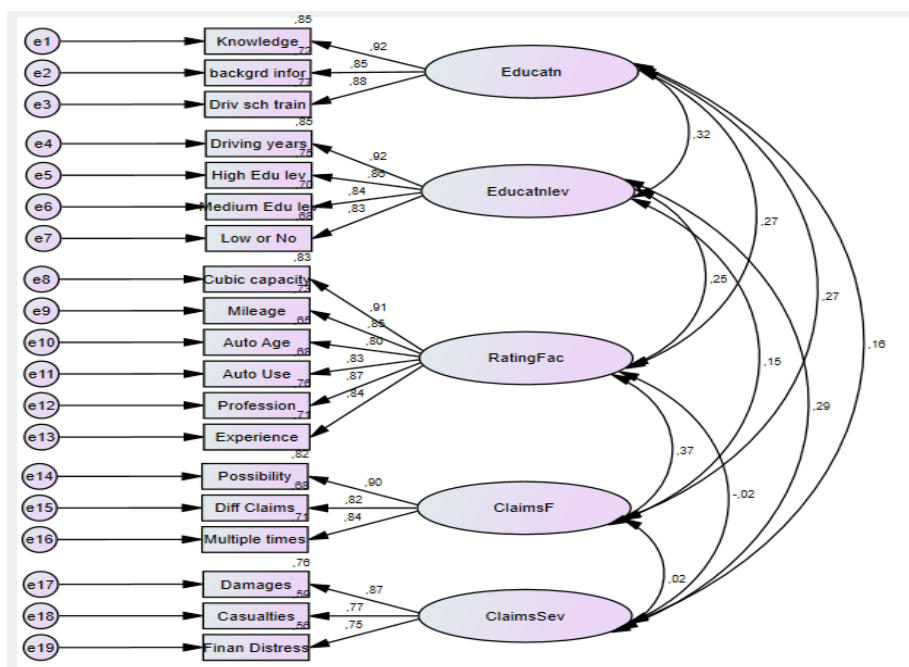 .85
e1 Knowledge .92
.72
e2 backgrd infor .85 Educatn
.77
e3 Driv sch train .88
.32
.85
e4 Driving years .92
.75
e5 High Edu lev .86
.70
e6 Medium Edu lev .84 Educatnlev
.68
e7 Low or No .83
.27
.83
e8 Cubic capacity .91
.25
.27
.73
e9 Mileage .85
.65
e10 Auto Age .80 RatingFac
.16
.68
e11 Auto Use .83
.15
.76
e12 Profession .87
.29
.71
e13 Experience .84
.82
.37
e14 Possibility .90
-.02
.68
e15 Diff Claims .82 ClaimsF
.71
e16 Multiple times .84
.76
.02
e17 Damages .87
.59
e18 Casualties .77 ClaimsSev
.56
e19 Finan Distress .75